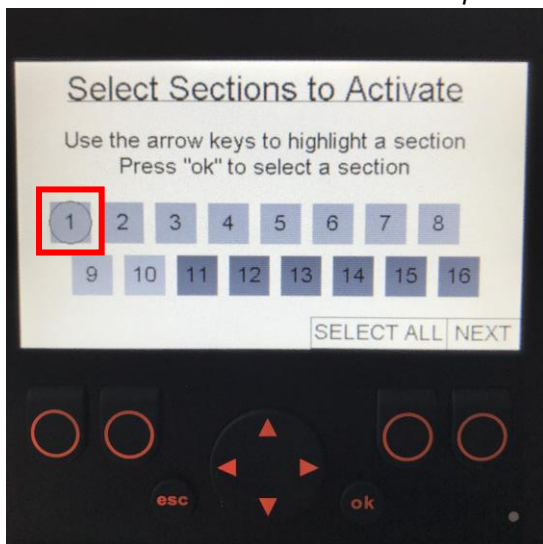 Select Sections to Activate
Use the arrow keys to highlight a section
Press "ok" to select a section
1 2 3 4 5 6 7 8
9 10 11 12 13 14 15 16
SELECT ALL NEXT
esc ok